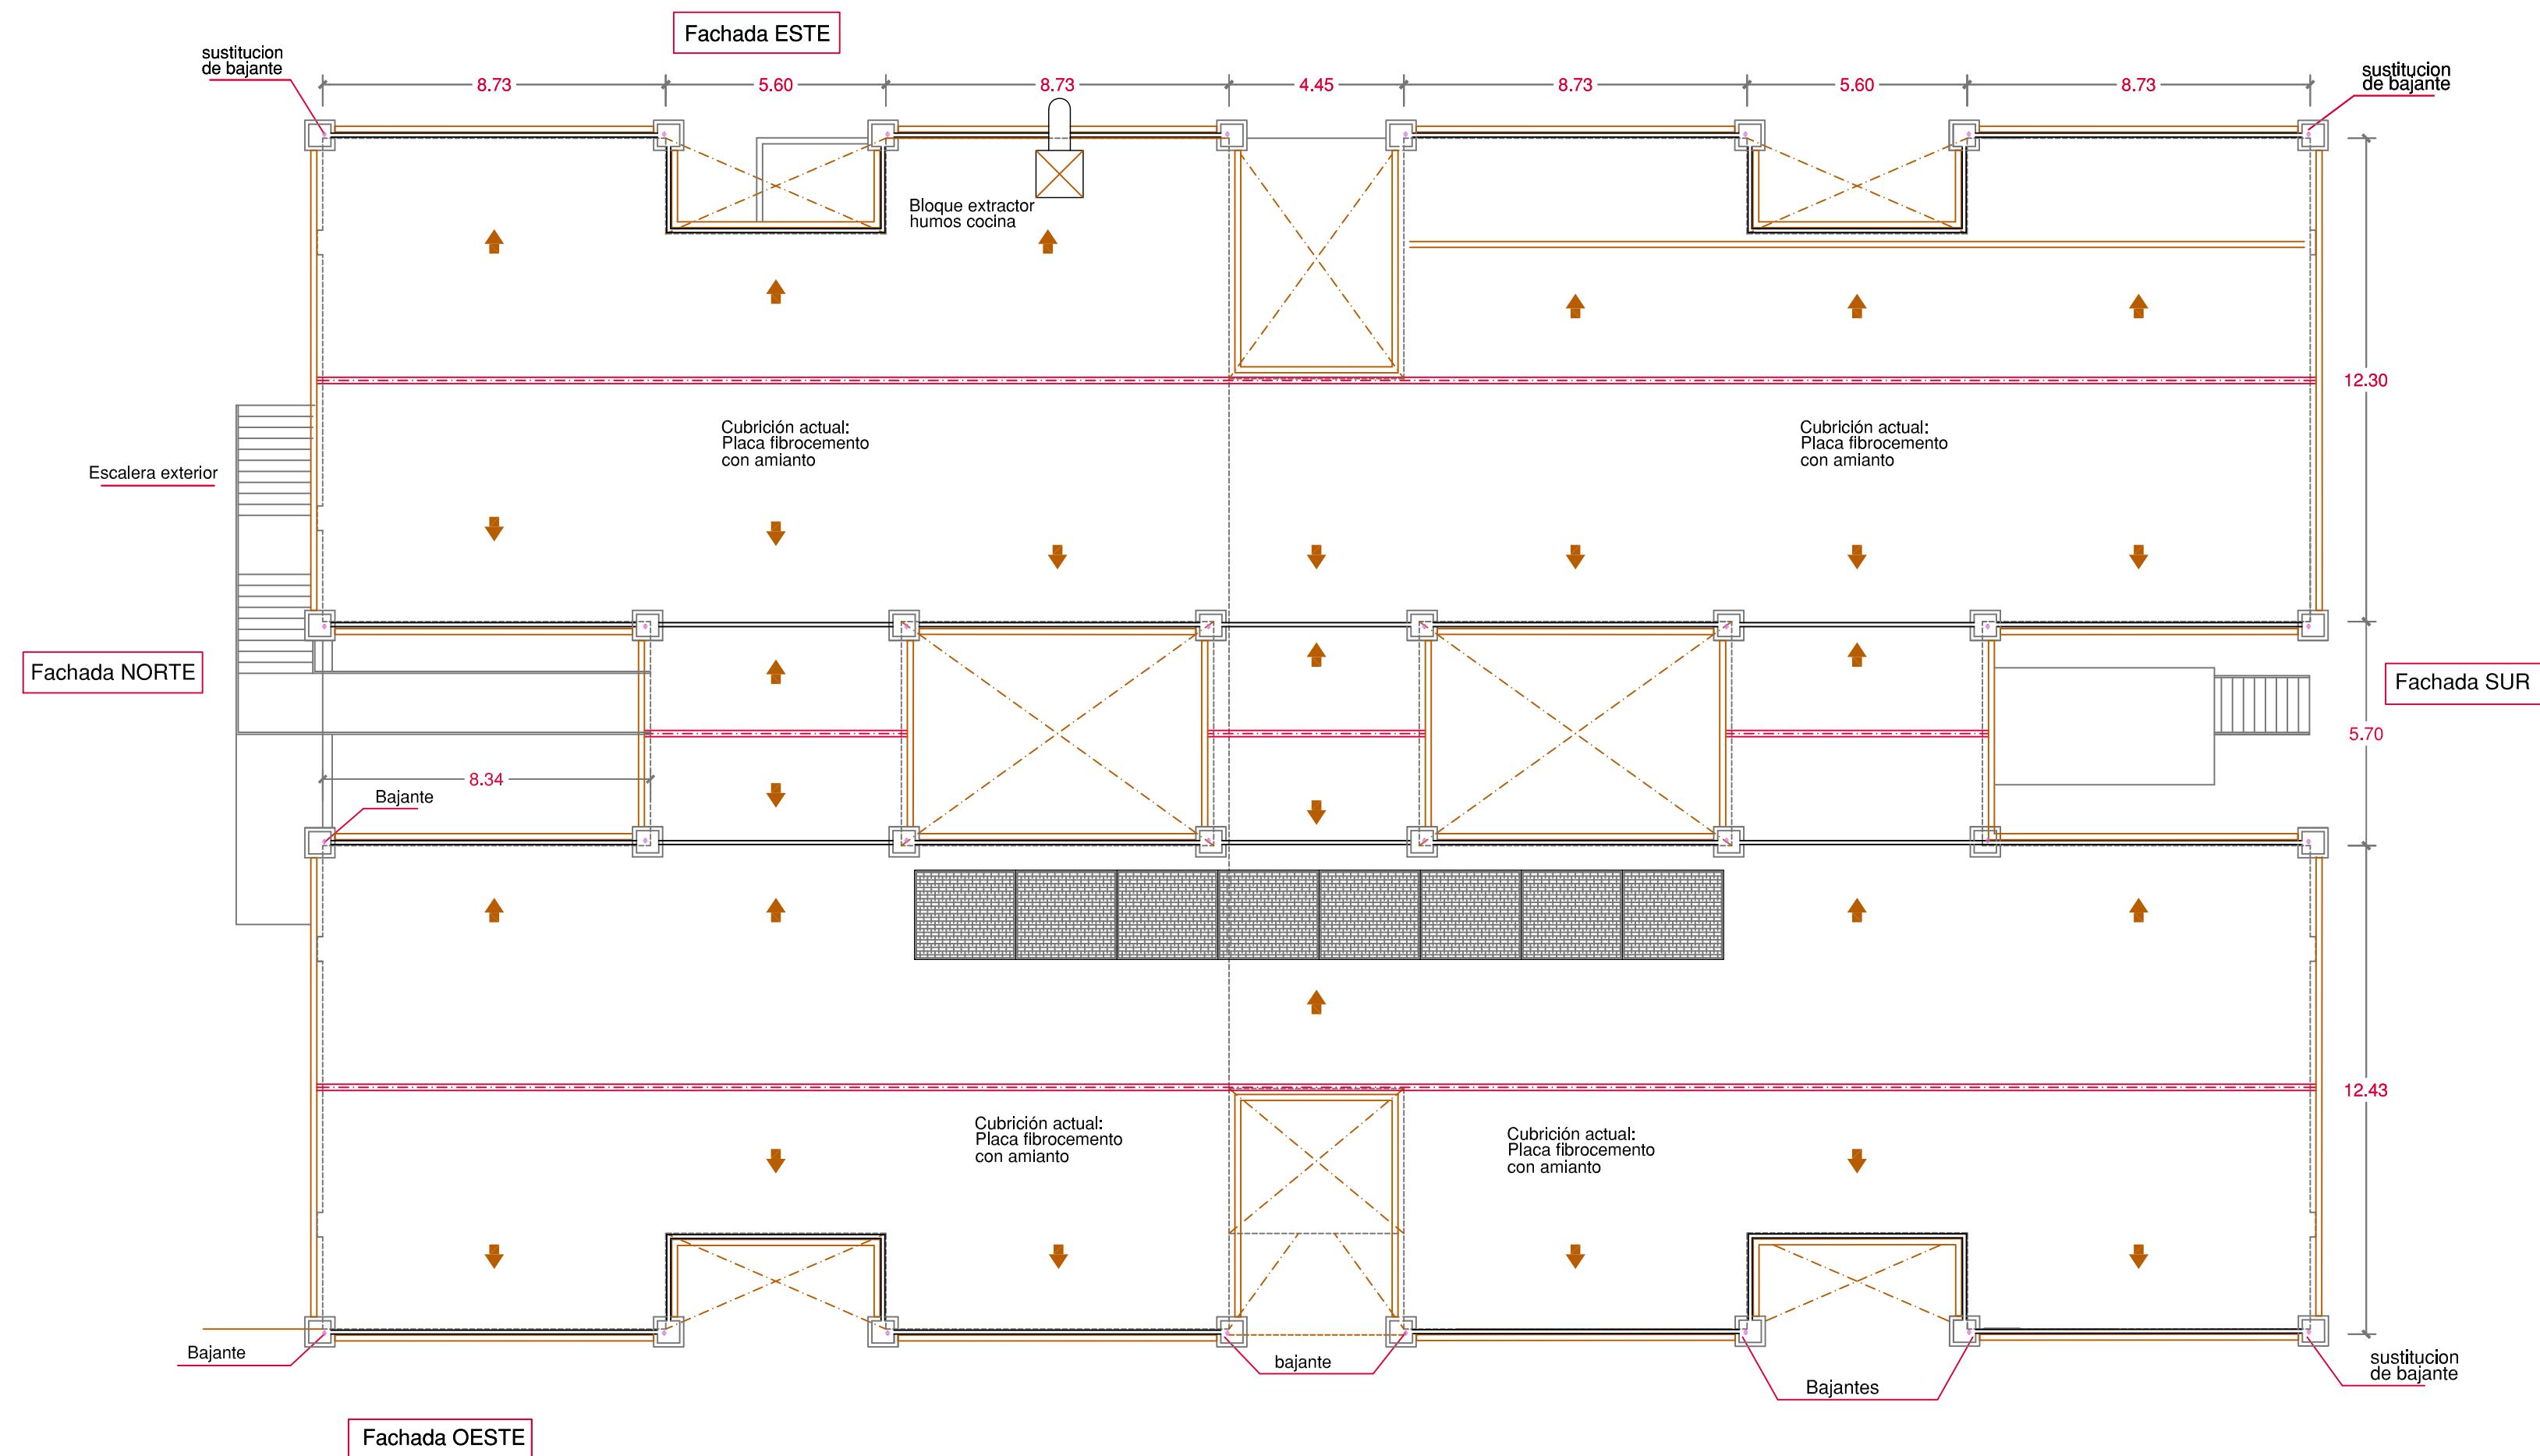 Fachada ESTE
sustitucion
de bajante
sustitucion
de bajante
8.73
5.60
8.73
4.45
8.73
5.60
8.73
Bloque extractor
humos cocina
12.30
Cubrición actual:
Placa fibrocemento
con amianto
Cubrición actual:
Placa fibrocemento
con amianto
Escalera exterior
Fachada NORTE
Fachada SUR
5.70
8.34
Bajante
12.43
Cubrición actual:
Placa fibrocemento
con amianto
Cubrición actual:
Placa fibrocemento
con amianto
Bajante
bajante
Bajantes
sustitucion
de bajante
Fachada OESTE